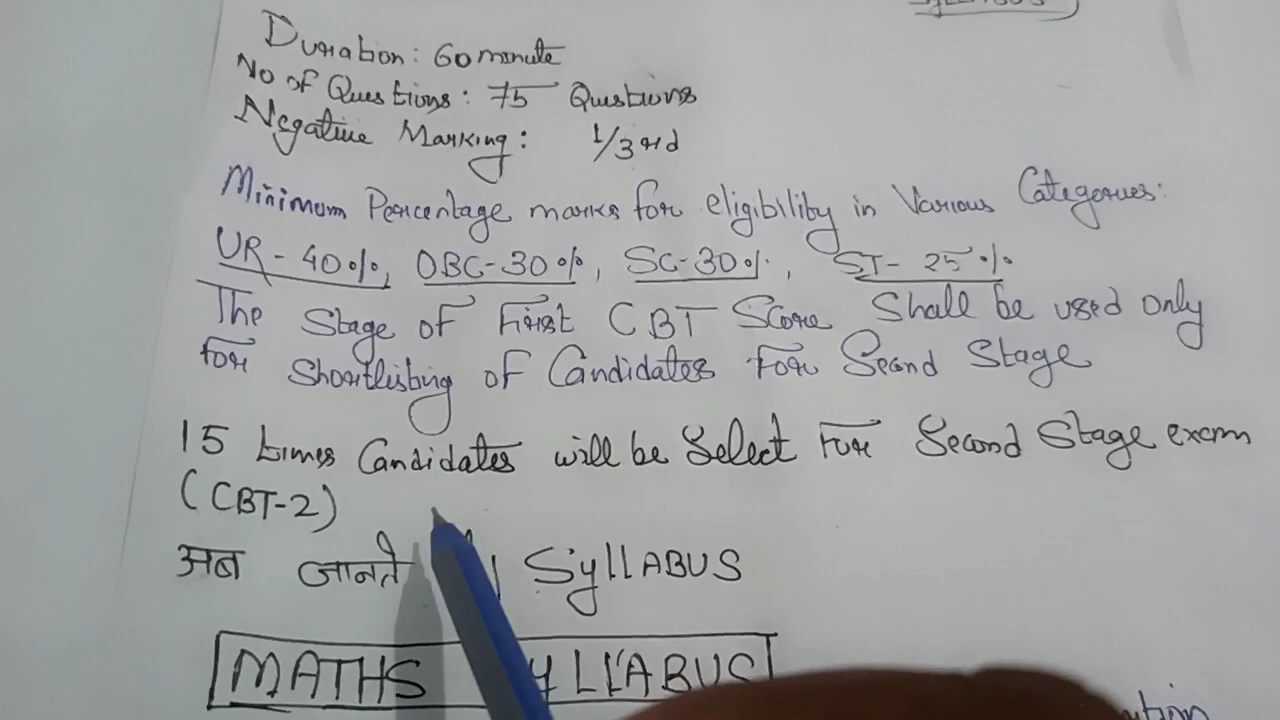 Duration: 60 minute
No of Questions: 75 Qustions
Negative Marking: 1/3rd
Minimum Percentage marks for eligibility in Various Categories:
UR - 40%, OBC-30%, SC-30%, ST- 25%
The Stage of First CBT Score Shall be used Only
For Shortlisting of Candidates For Second Stage
15 times Candidates will be Select For Second Stage exam
(CBT-2)
अब जानते Syllabus
MATHS SYLLABUS